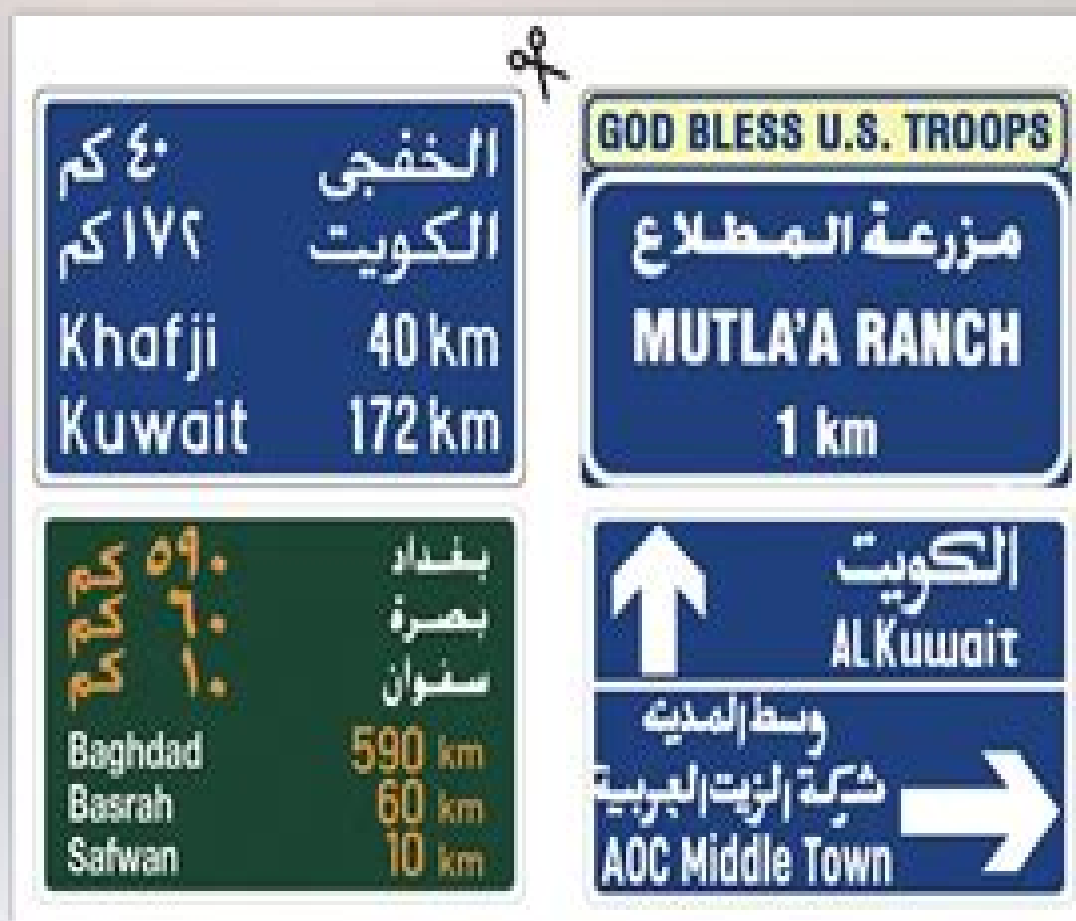 الخفجي ٤٠ كم
الكويت ١٧٢ كم
Khafji 40 km
Kuwait 172 km
GOD BLESS U.S. TROOPS
مزرعة المطلاع
MUTLA'A RANCH
1 km
بغداد ٥٩٠ كم
بصرة ٦٠ كم
سفوان ١٠ كم
Baghdad 590 km
Basrah 60 km
Safwan 10 km
الكويت
AL Kuwait
وسط المدينه
شركة الزيت العربية
AOC Middle Town